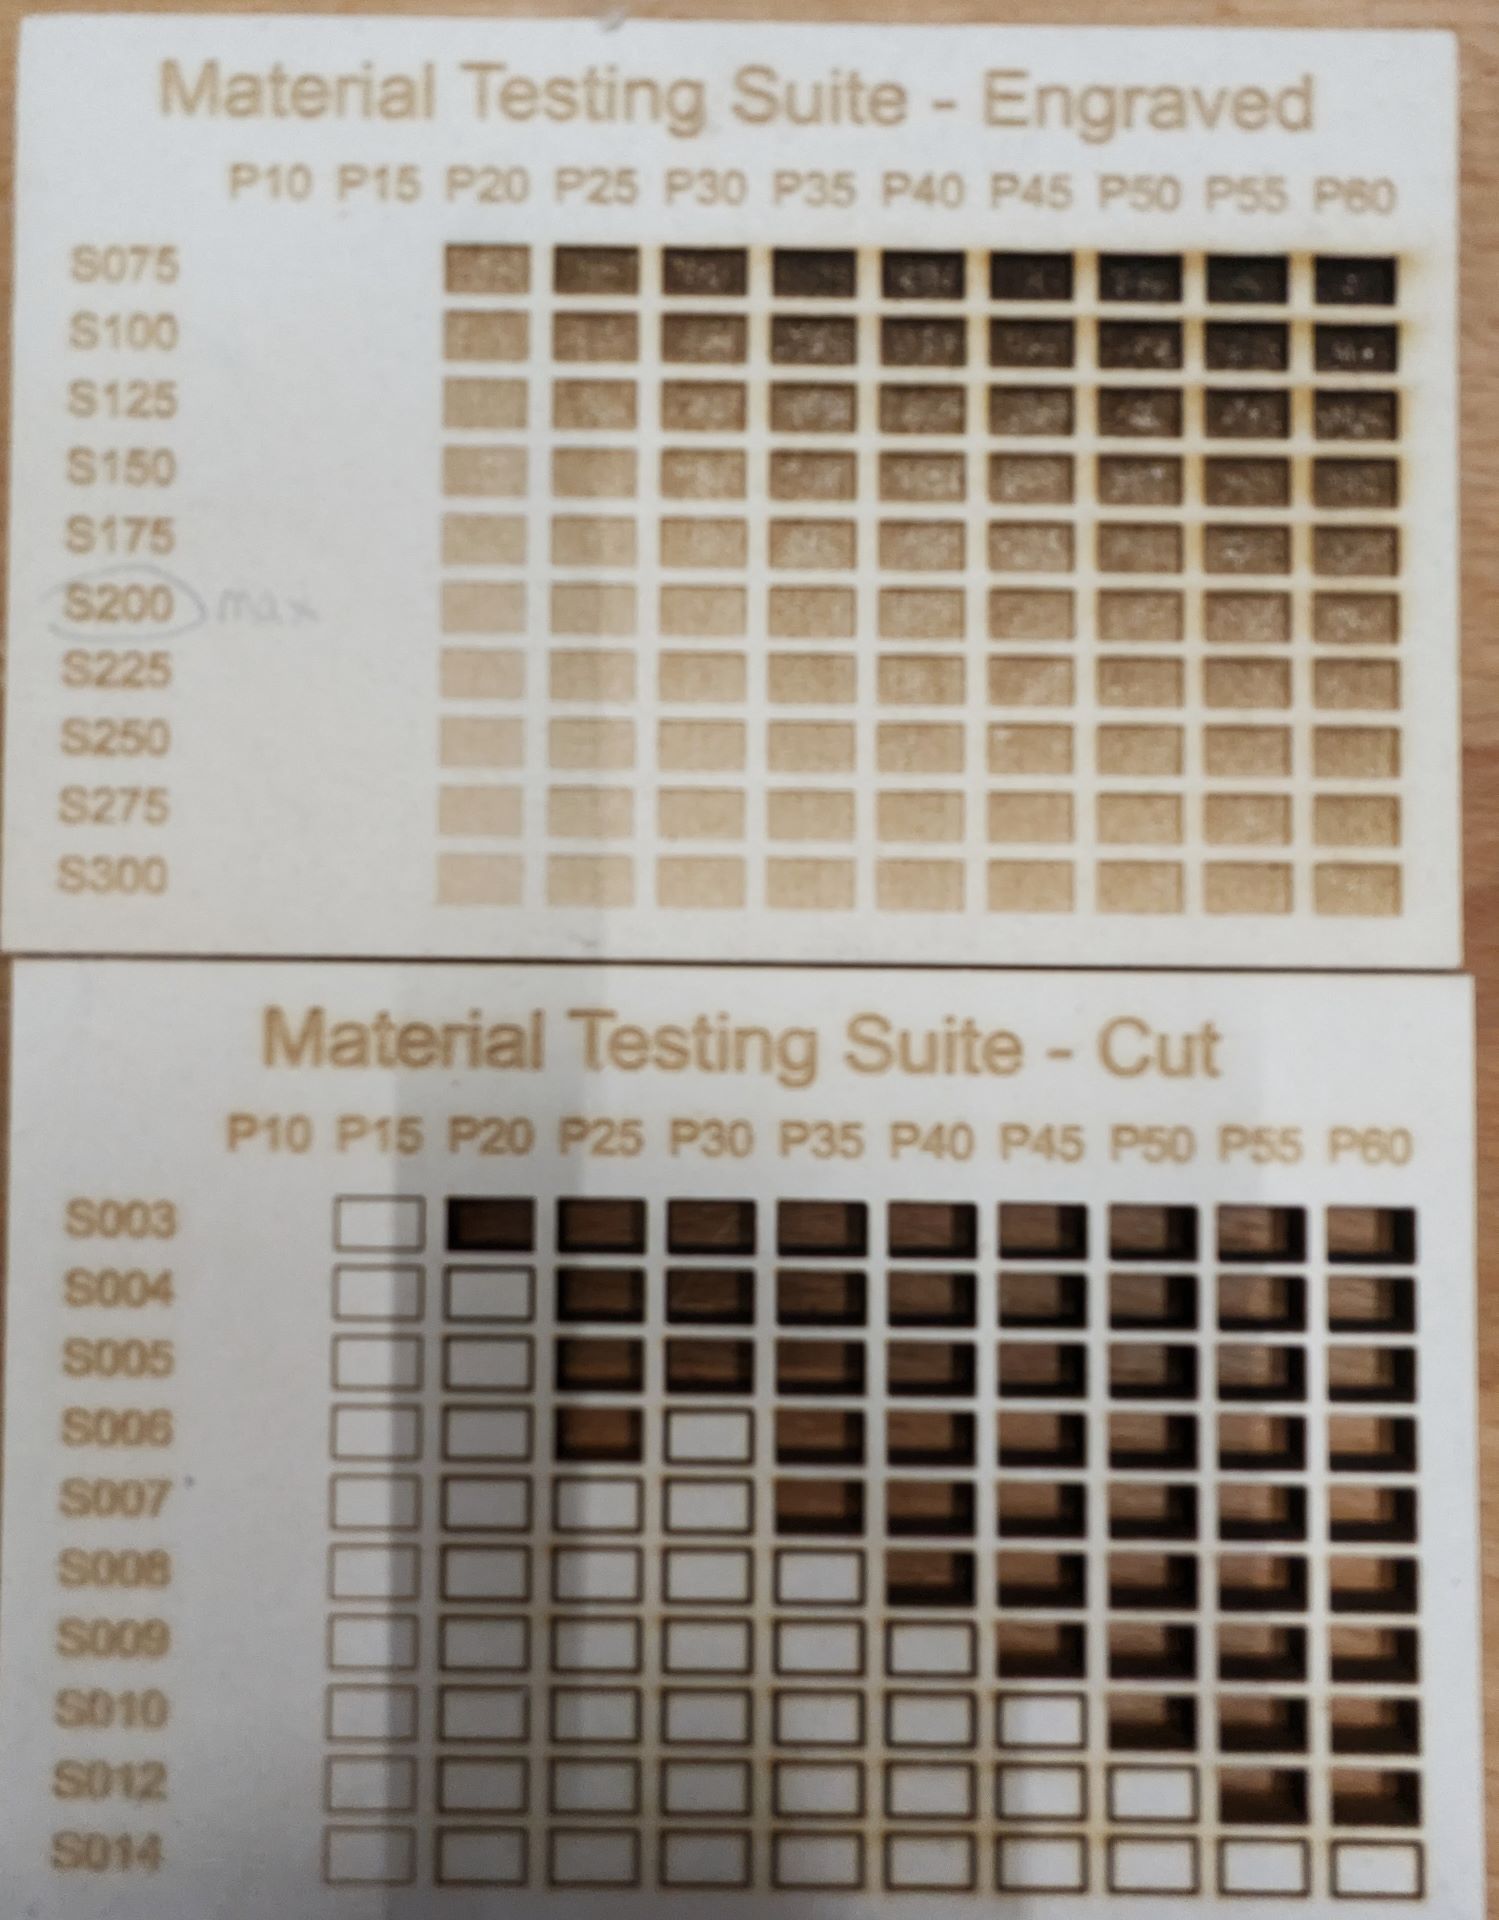 Material Testing Suite - Engraved
P10 P15 P20 P25 P30 P35 P40 P45 P50 P55 P60
S075
S100
S125
S150
S175
S200 max
S225
S250
S275
S300
Material Testing Suite - Cut
P10 P15 P20 P25 P30 P35 P40 P45 P50 P55 P60
S003
S004
S005
S006
S007
S008
S009
S010
S012
S014